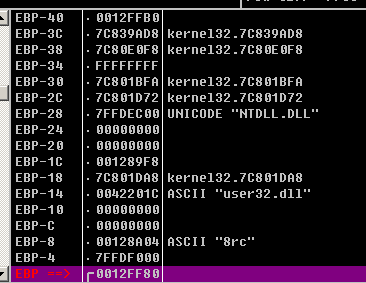 EBP-40 . 0012FFB0
EBP-3C . 7C839AD8 kernel32.7C839AD8
EBP-38 . 7C80E0F8 kernel32.7C80E0F8
EBP-34 . FFFFFFFF
EBP-30 . 7C801BFA kernel32.7C801BFA
EBP-2C . 7C801D72 kernel32.7C801D72
EBP-28 . 7FFDEC00 UNICODE "NTDLL.DLL"
EBP-24 . 00000000
EBP-20 . 00000000
EBP-1C . 001289F8
EBP-18 . 7C801DA8 kernel32.7C801DA8
EBP-14 . 0042201C ASCII "user32.dll"
EBP-10 . 00000000
EBP-C . 00000000
EBP-8 . 00128A04 ASCII "8rc"
EBP-4 . 7FFDF000
EBP ==> ┌0012FF80